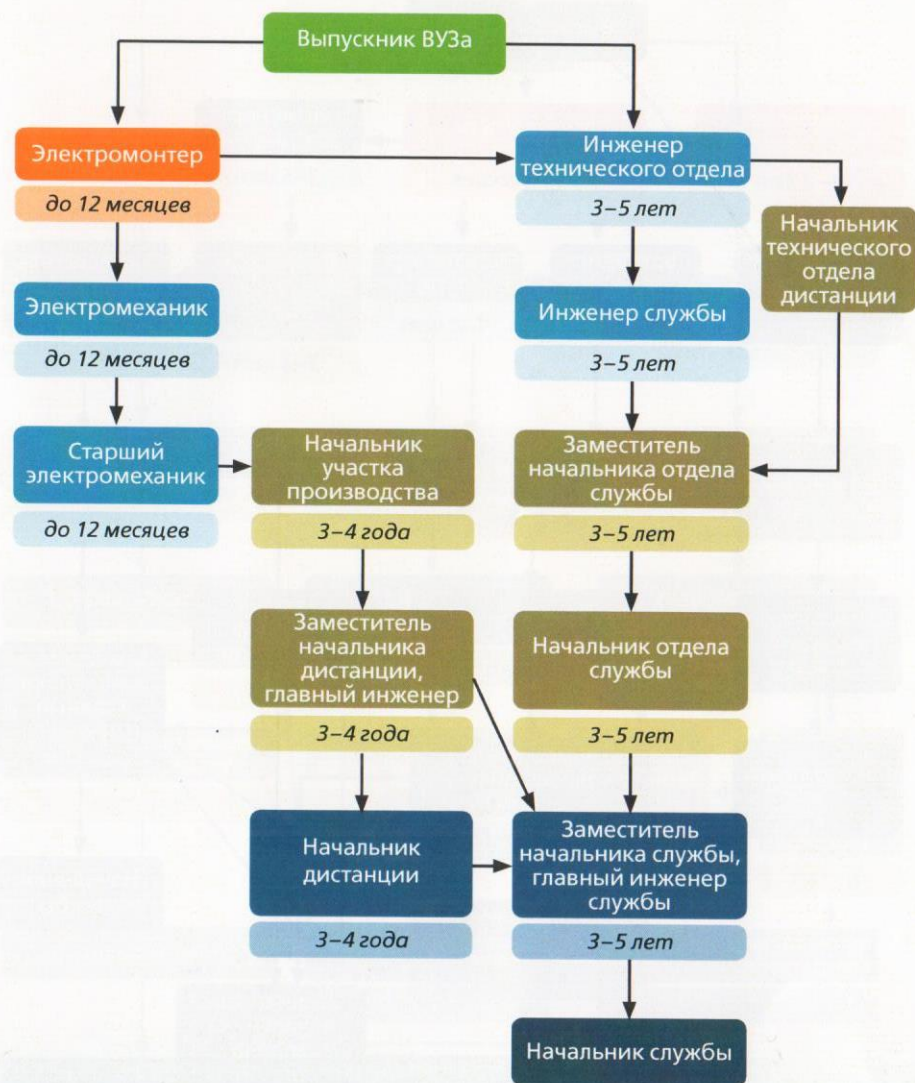 Выпускник ВУЗа
Электромонтер
до 12 месяцев
Инженер
технического отдела
3–5 лет
Начальник
технического
отдела
дистанции
Электромеханик
до 12 месяцев
Инженер службы
3–5 лет
Старший
электромеханик
до 12 месяцев
Начальник
участка
производства
3–4 года
Заместитель
начальника отдела
службы
3–5 лет
Заместитель
начальника
дистанции,
главный инженер
3–4 года
Начальник отдела
службы
3–5 лет
Начальник
дистанции
3–4 года
Заместитель
начальника службы,
главный инженер
службы
3–5 лет
Начальник службы